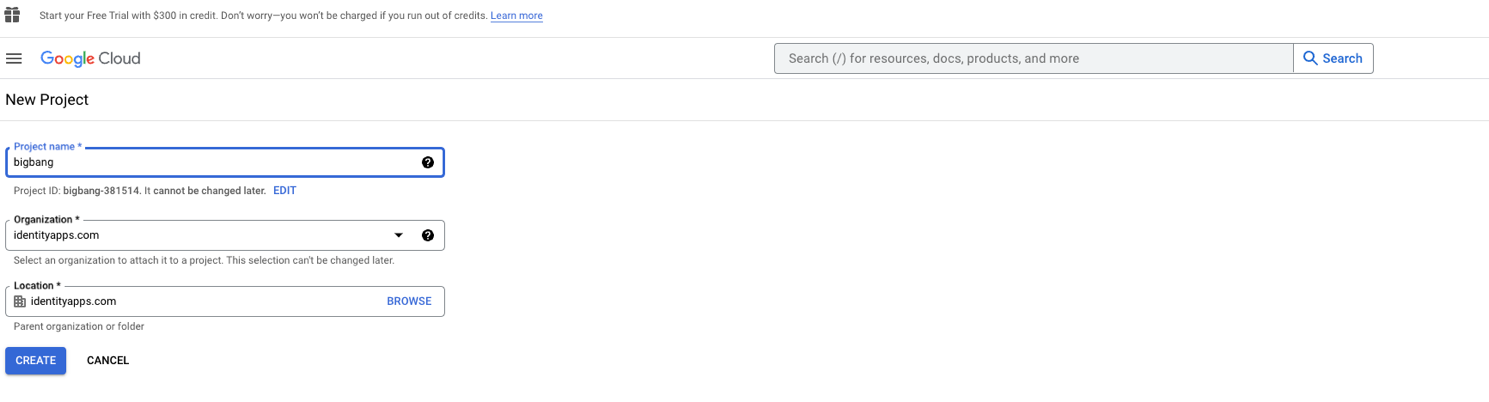 Start your Free Trial with $300 in credit. Don't worry—you won't be charged if you run out of credits. Learn more
Google Cloud
Search (/) for resources, docs, products, and more
Search
New Project
Project name *
bigbang
Project ID: bigbang-381514. It cannot be changed later. EDIT
Organization *
identityapps.com
Select an organization to attach it to a project. This selection can't be changed later.
Location *
identityapps.com
BROWSE
Parent organization or folder
CREATE
CANCEL